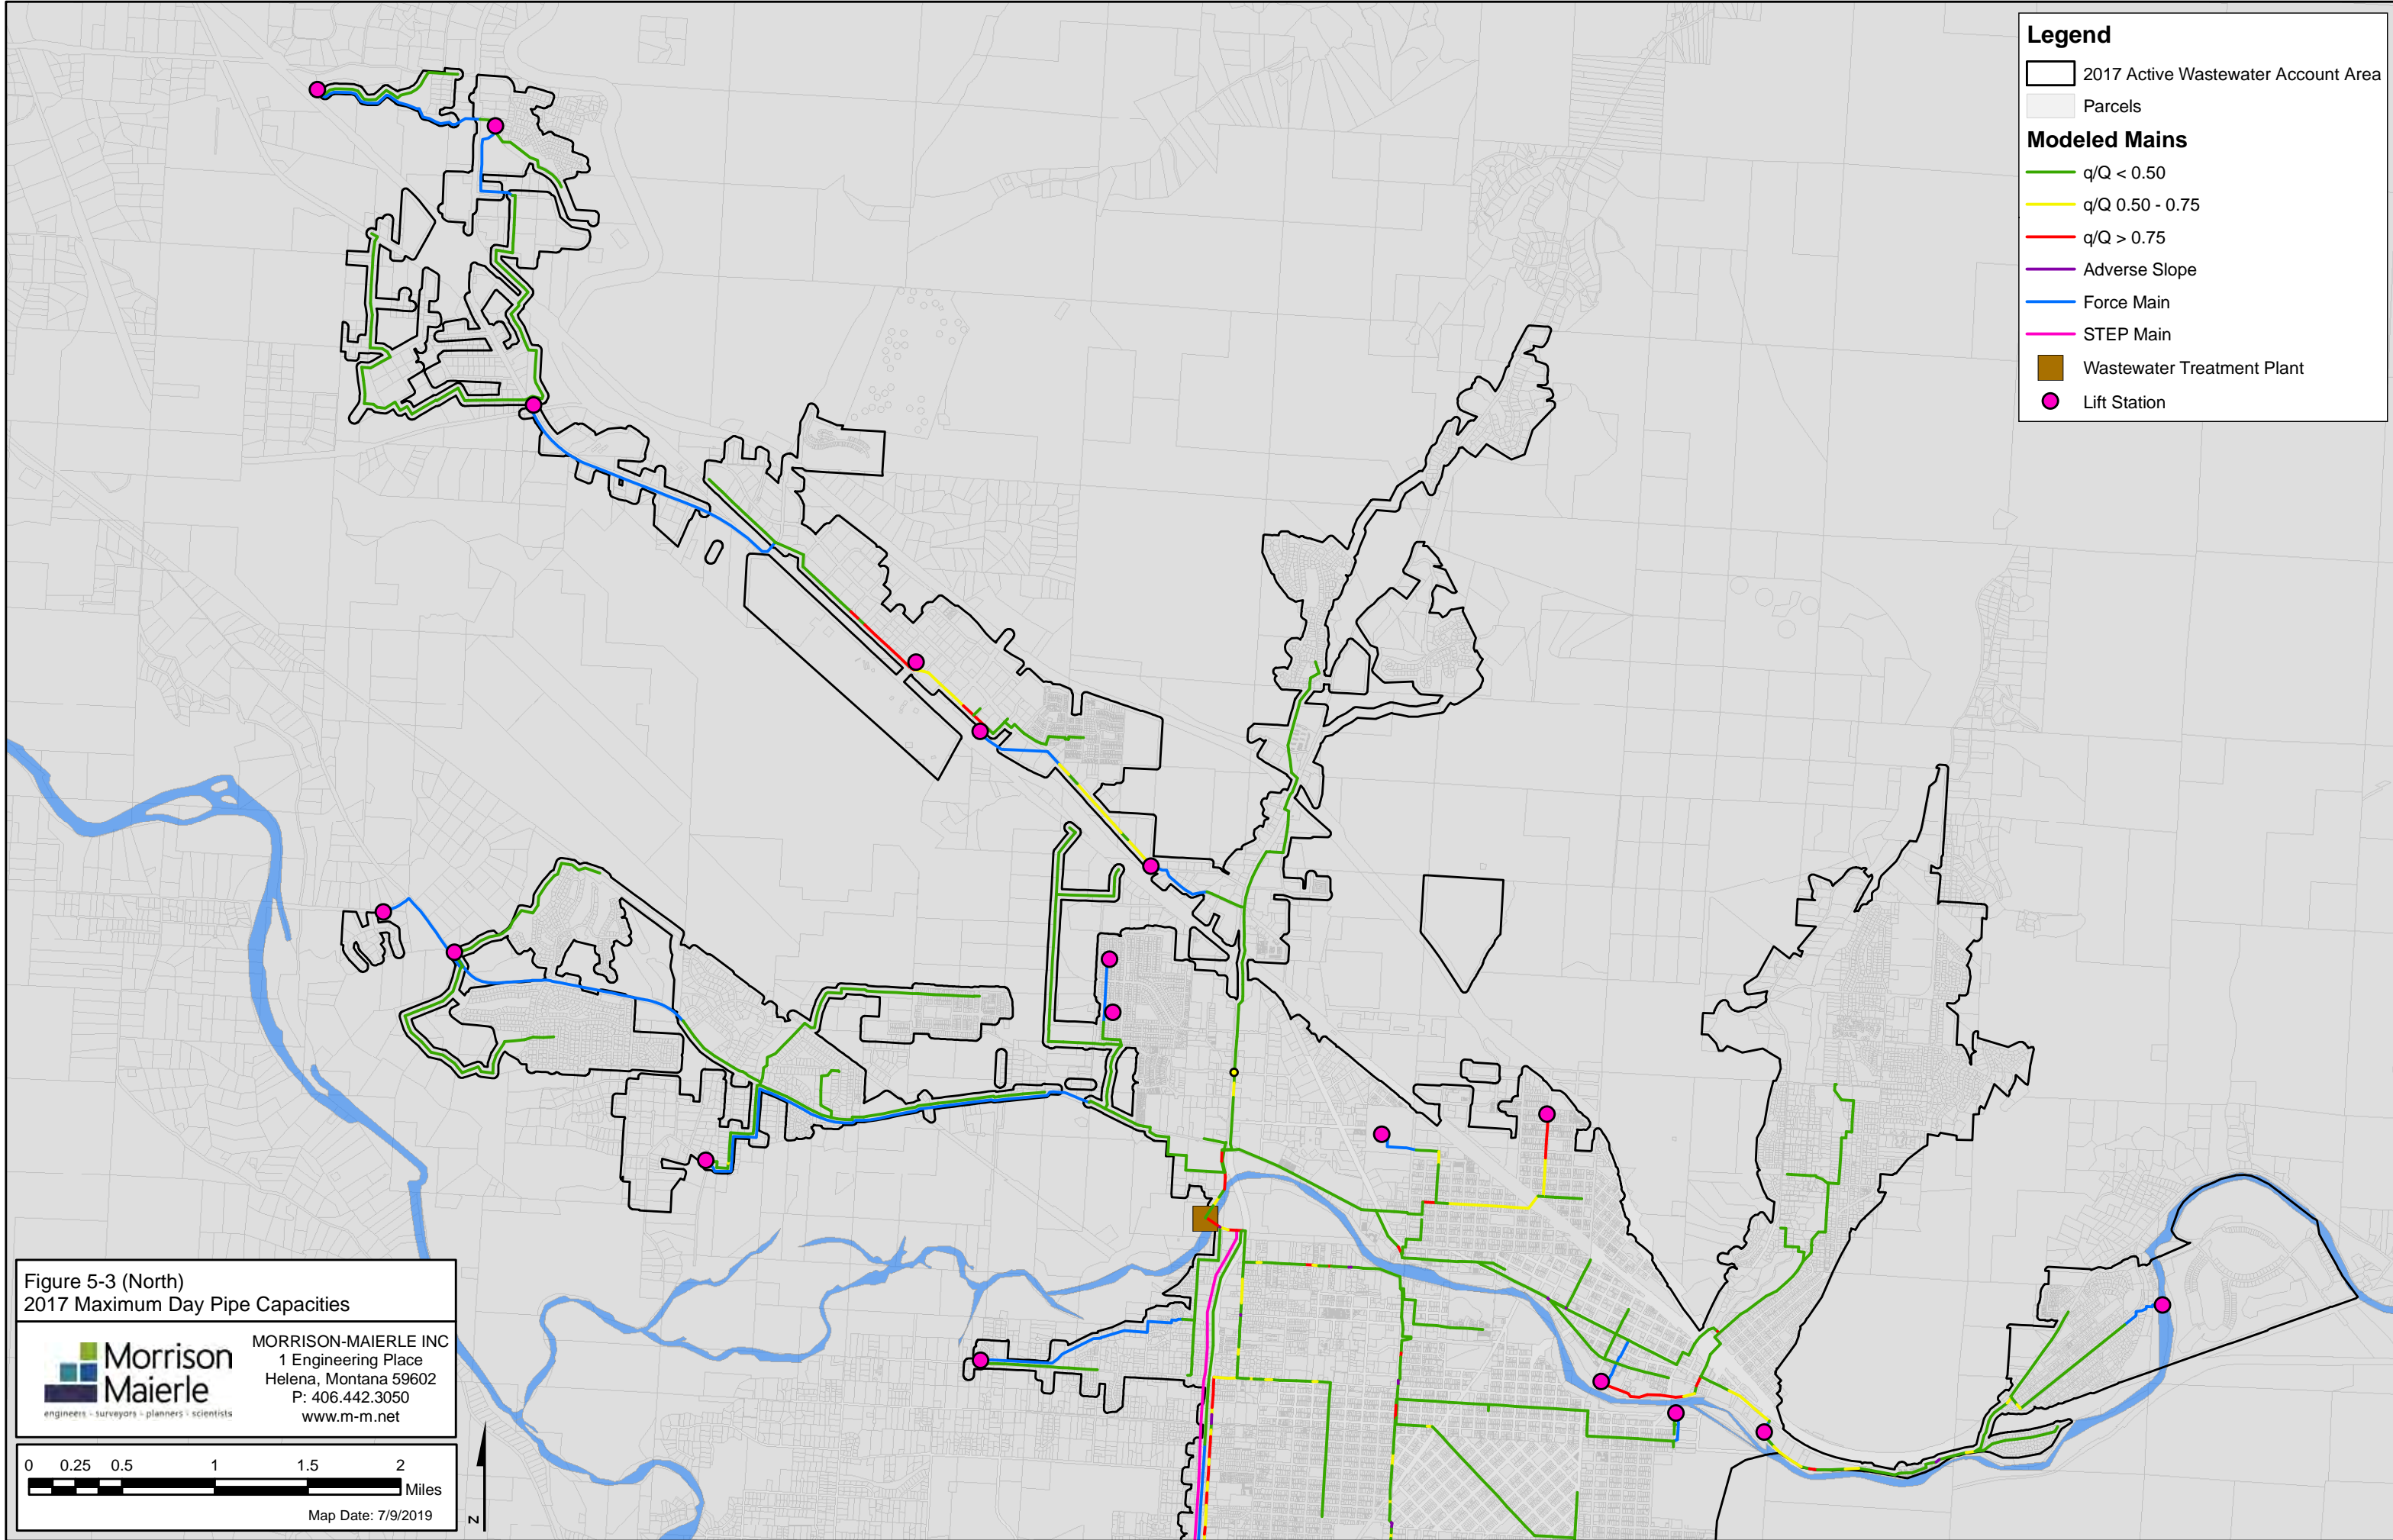 Legend
2017 Active Wastewater Account Area
Parcels
Modeled Mains
q/Q < 0.50
q/Q 0.50 - 0.75
q/Q > 0.75
Adverse Slope
Force Main
STEP Main
Wastewater Treatment Plant
Lift Station
Figure 5-3 (North)
2017 Maximum Day Pipe Capacities
Morrison
Maierle
engineers - surveyors - planners - scientists
MORRISON-MAIERLE INC
1 Engineering Place
Helena, Montana 59602
P: 406.442.3050
www.m-m.net
0 0.25 0.5 1 1.5 2
Miles
Map Date: 7/9/2019
N